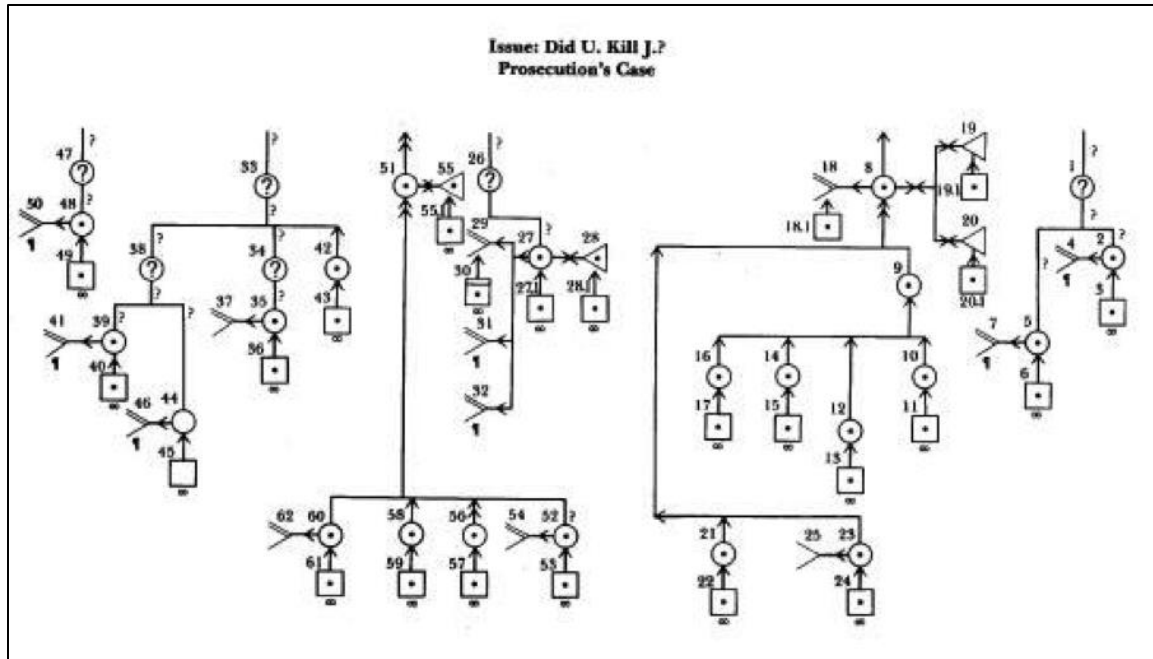 Issue: Did U. Kill J.?
Prosecution's Case
47 ? ?
50 48 ?
¶ 49
∞
33 ? ?
?
38 ? ?
34 ? ?
42
43
∞
41 39 ? ?
¶ 40
∞
37 35
¶ 36
∞
46 44
¶ 45
∞
51 55
55.1
∞
26 ? ?
29 27 28
30 27.1 28.1
∞ ∞ ∞
31
¶
32
¶
62 60 58 56 54 52 ?
¶ 61 59 57 53
∞ ∞ ∞ ∞
18 8 19
18.1 19.1
20
20.1
9
16 14 12 10
17 15 13 11
∞ ∞ ∞ ∞
21 25 23
22 24
∞ ∞
1 ? ?
?
4 2 ?
¶ 3
∞
7 5 ?
¶ 6
∞